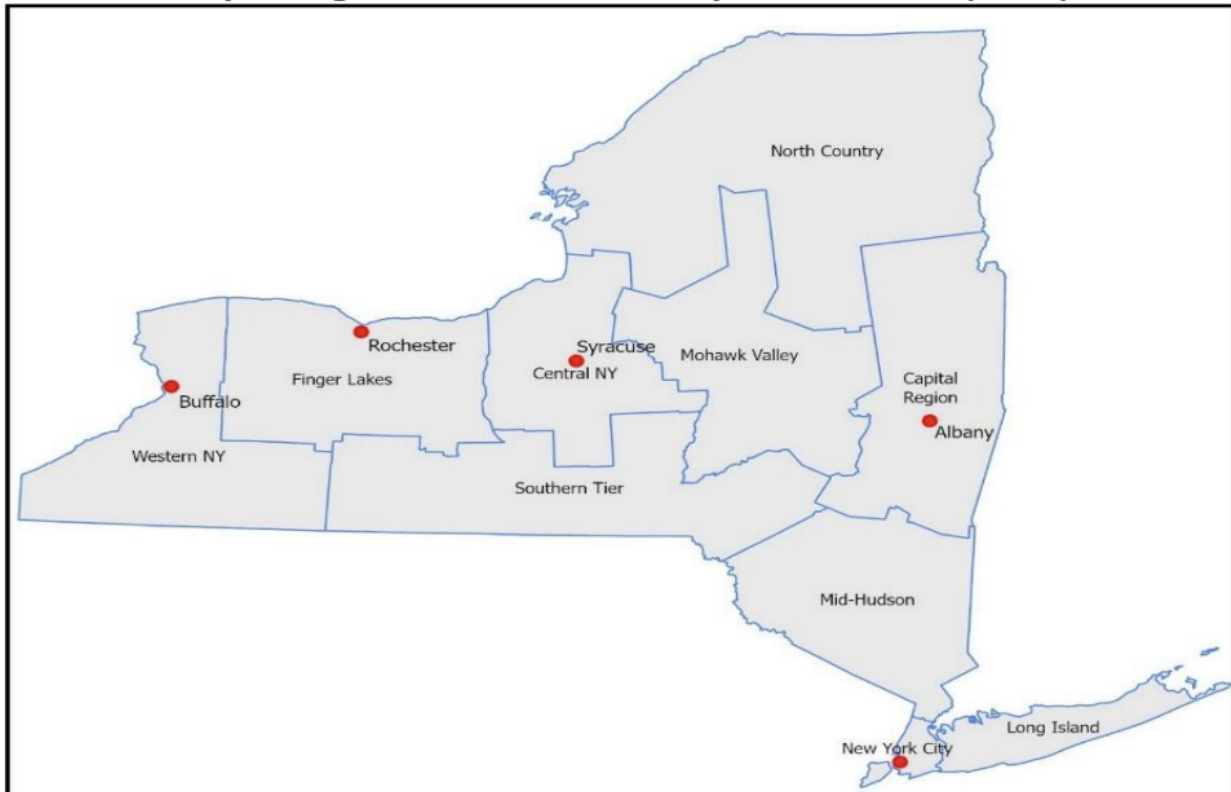 North Country
Rochester
Syracuse
Mohawk Valley
Finger Lakes
Central NY
Capital
Region
Buffalo
Albany
Western NY
Southern Tier
Mid-Hudson
Long Island
New York City